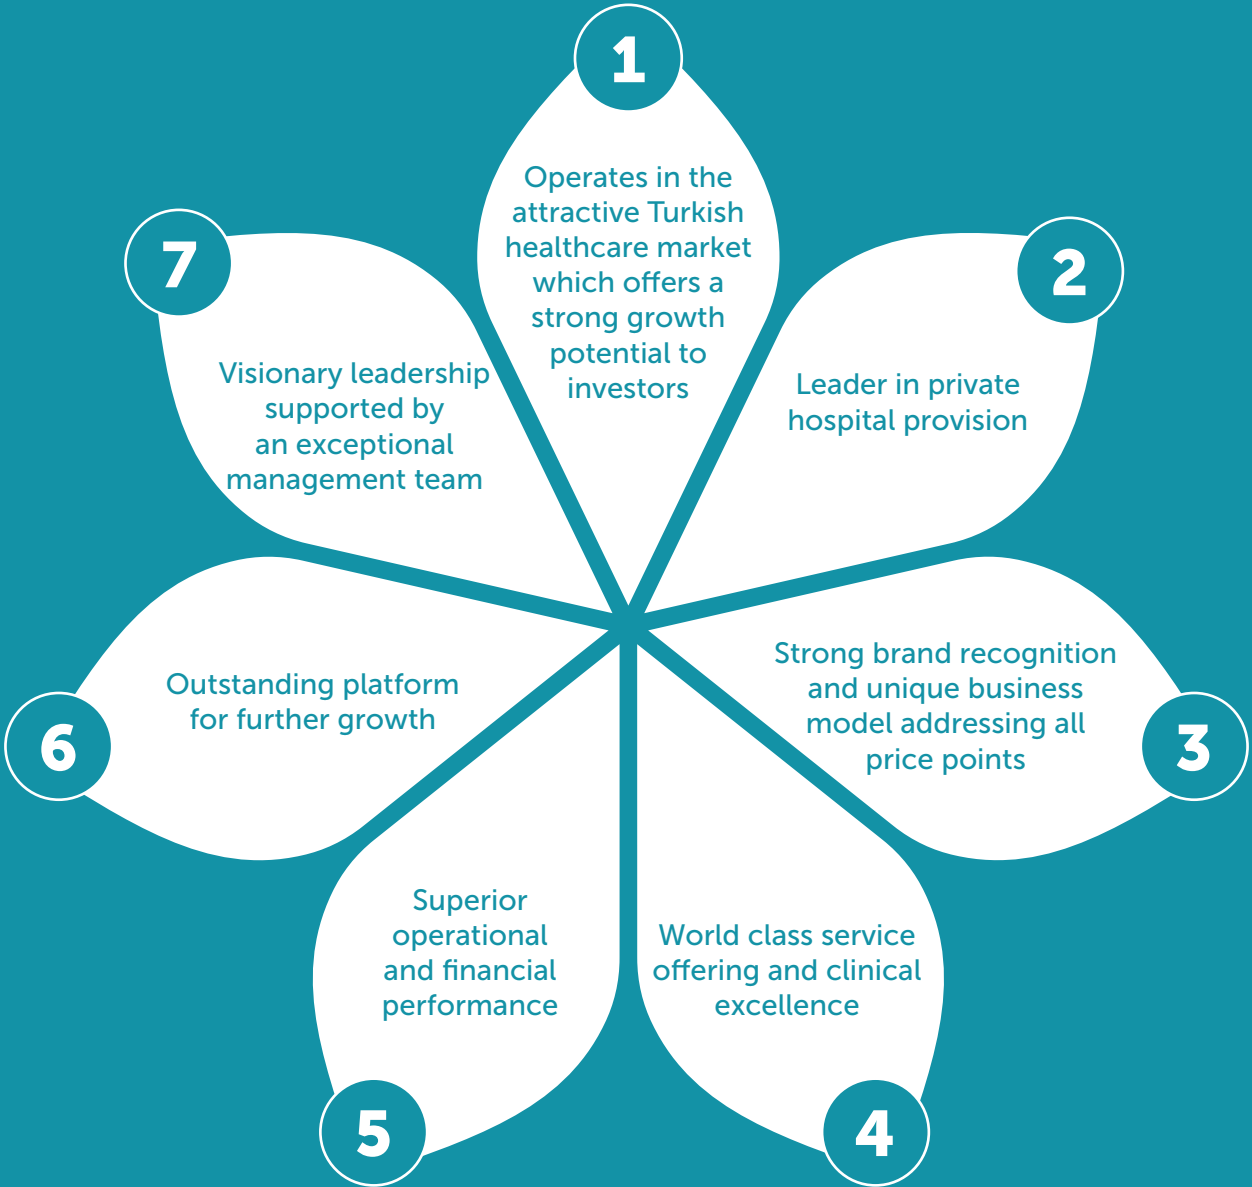 1
Operates in the
attractive Turkish
healthcare market
which offers a
strong growth
potential to
investors
2
Leader in private
hospital provision
3
Strong brand recognition
and unique business
model addressing all
price points
4
World class service
offering and clinical
excellence
5
Superior
operational
and financial
performance
6
Outstanding platform
for further growth
7
Visionary leadership
supported by
an exceptional
management team